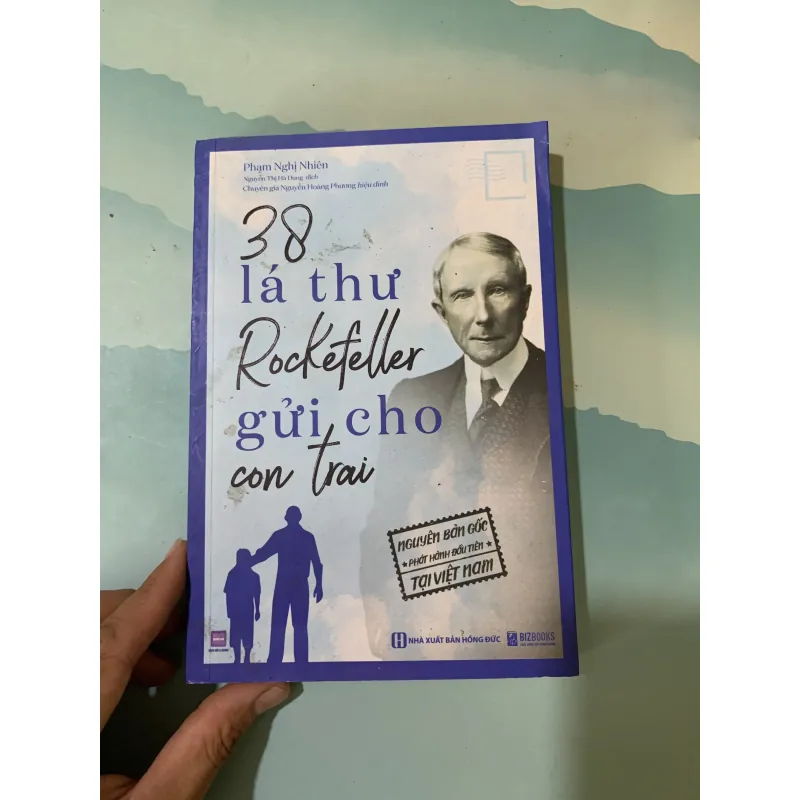 Phạm Nghị Nhiên
Nguyễn Thị Hà Dung dịch
Chuyên gia Nguyễn Hoàng Phương hiệu đính
38
lá thư
Rockefeller
gửi cho
con trai
NGUYÊN BẢN GỐC
PHÁT HÀNH ĐẦU TIÊN
TẠI VIỆT NAM
NHÀ XUẤT BẢN HỒNG ĐỨC
BIZBOOKS